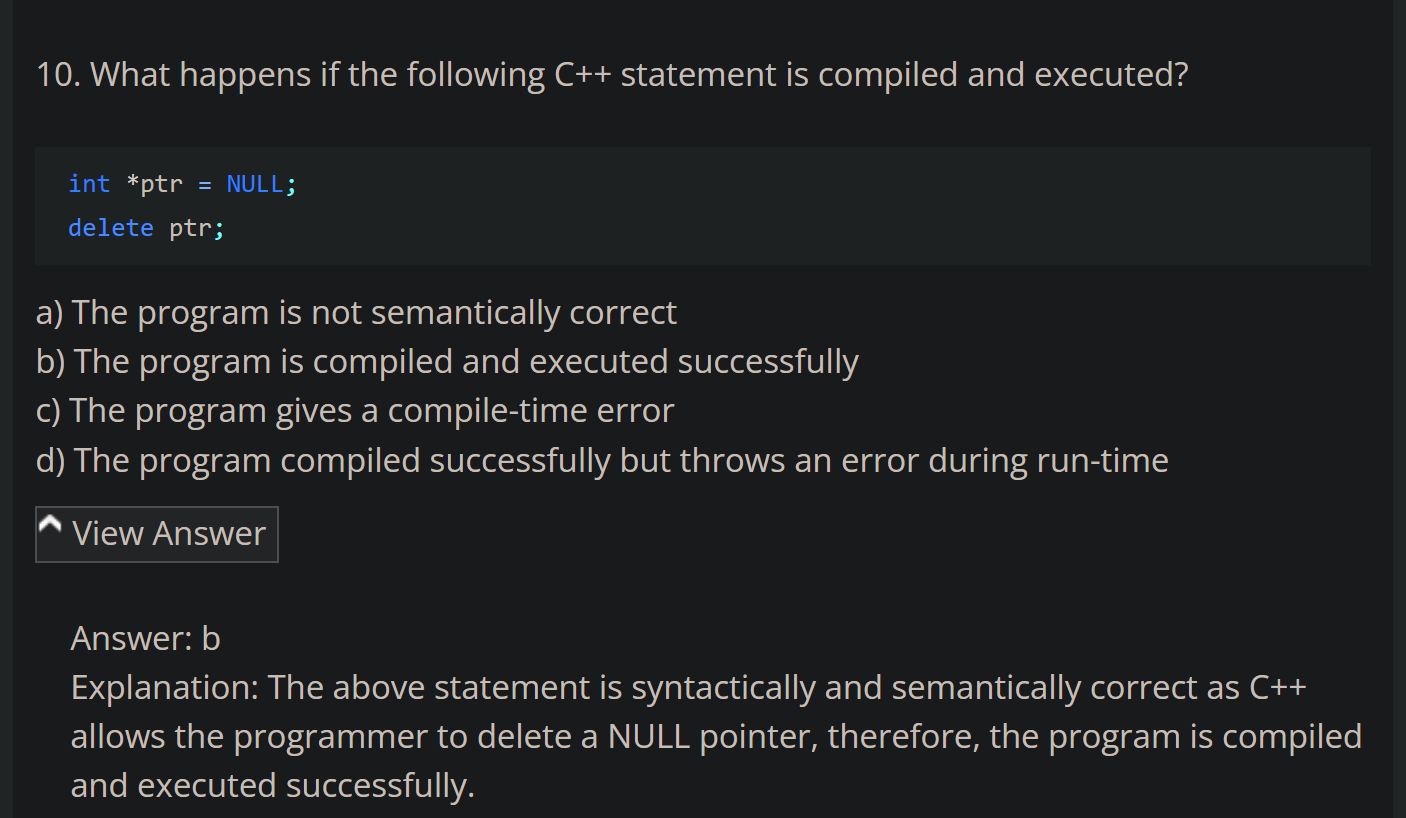 10. What happens if the following C++ statement is compiled and executed?
int *ptr = NULL;
delete ptr;
a) The program is not semantically correct
b) The program is compiled and executed successfully
c) The program gives a compile-time error
d) The program compiled successfully but throws an error during run-time
View Answer
Answer: b
Explanation: The above statement is syntactically and semantically correct as C++
allows the programmer to delete a NULL pointer, therefore, the program is compiled
and executed successfully.